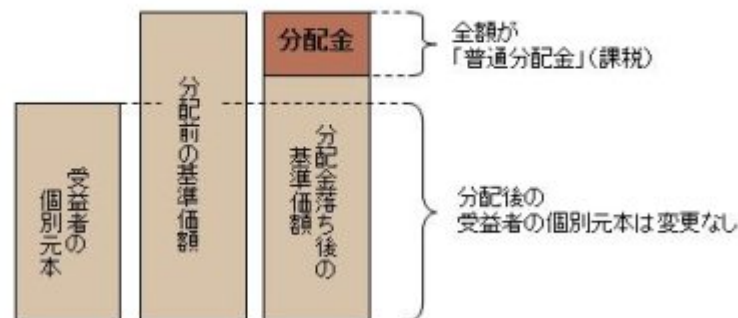 分配金
全額が
「普通分配金」(課税)
受益者の
個別元本
分配前の基準価額
分配金落ち後の
基準価額
分配後の
受益者の個別元本は変更なし